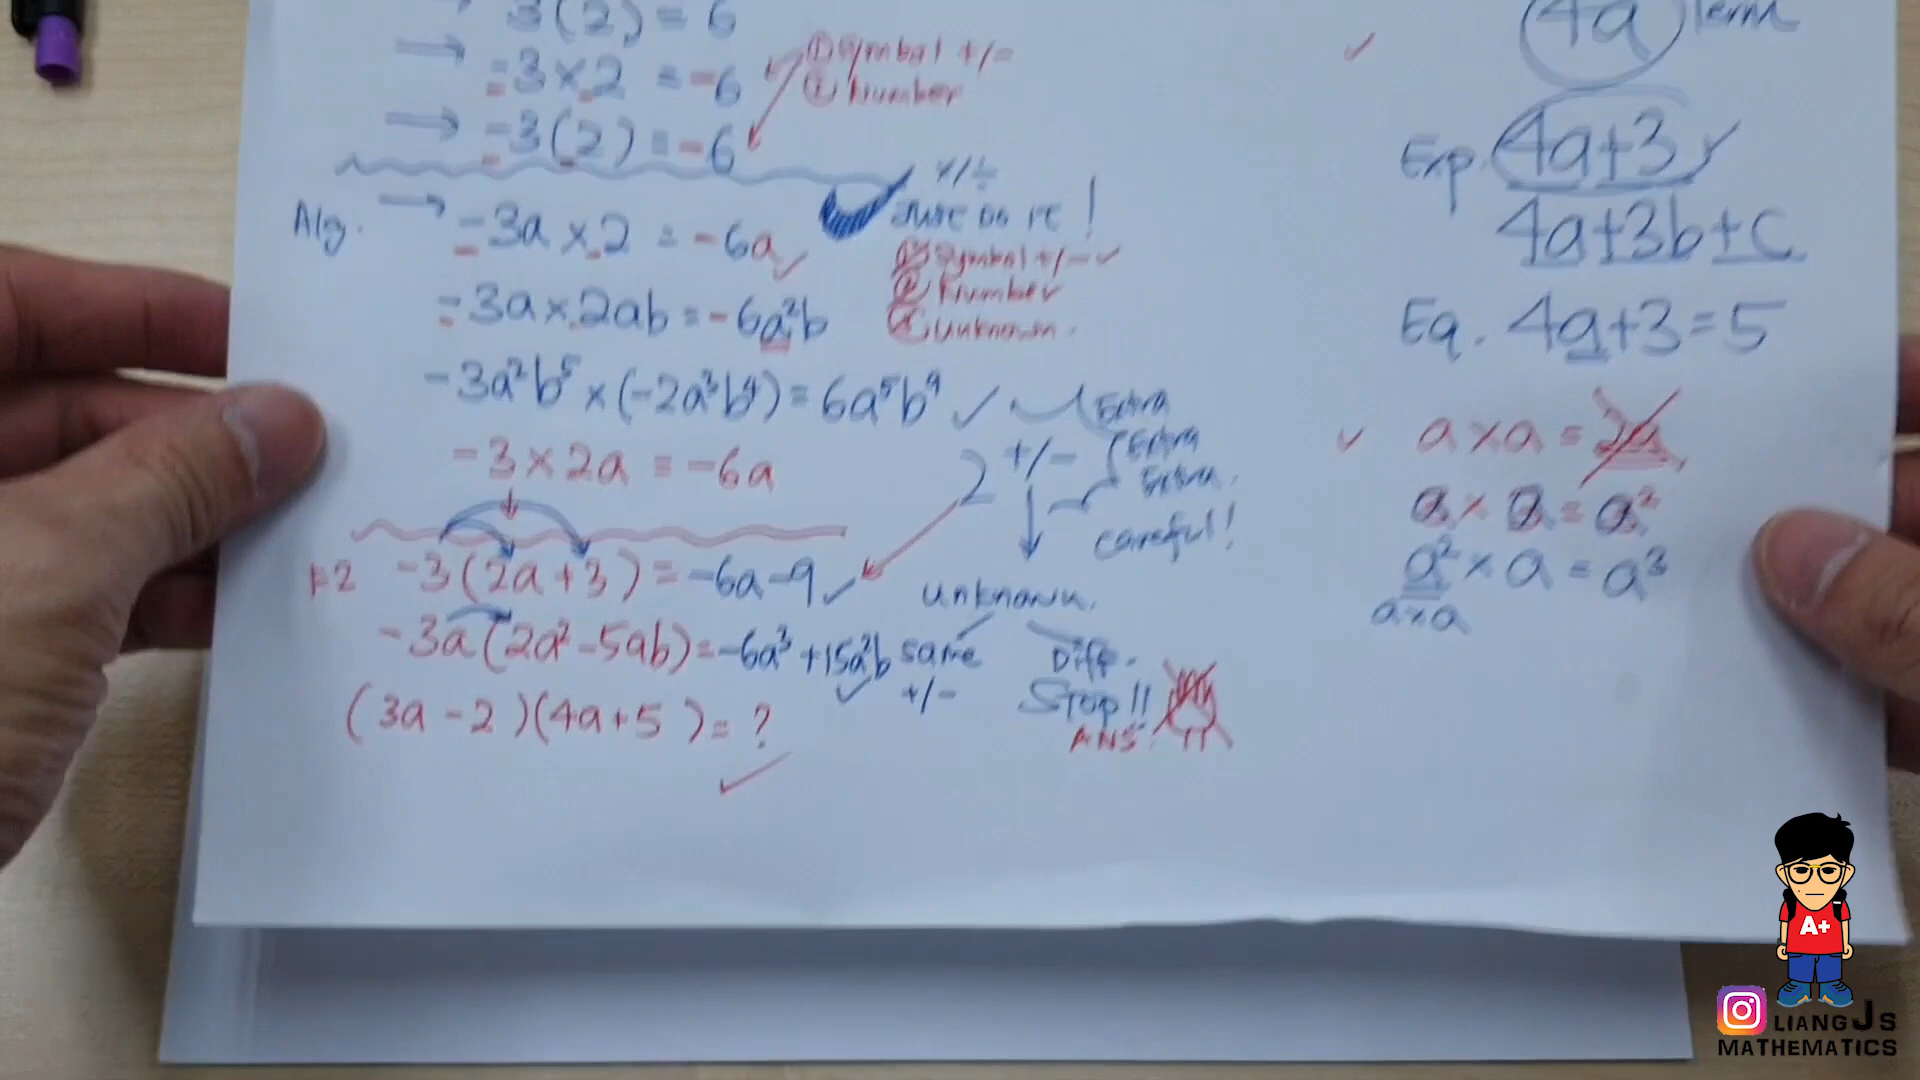 3(2) = 6
-3 × 2 = -6
-3(2) = -6
① Symbol +/-
② Number
Alg.
-3a × 2 = -6a
-3a × 2ab = -6a²b
-3a²b⁵ × (-2a³b⁴) = 6a⁵b⁹
-3 × 2a = -6a
F2 -3(2a+3) = -6a-9
-3a(2a²-5ab) = -6a³+15a²b
(3a-2)(4a+5) = ?
×/÷
JUST DO IT!
① Symbol +/-
② Number
Unknown.
2 +/-
Extra
Extra
Extra.
careful!
Unknown.
same
+/-
Diff.
Stop!!
ANS
4a Term
Exp. 4a+3
4a+3b+c
Eq. 4a+3=5
a × a = 2a
a × a = a²
a² × a = a³
a×a
A+
LIANGJS
MATHEMATICS